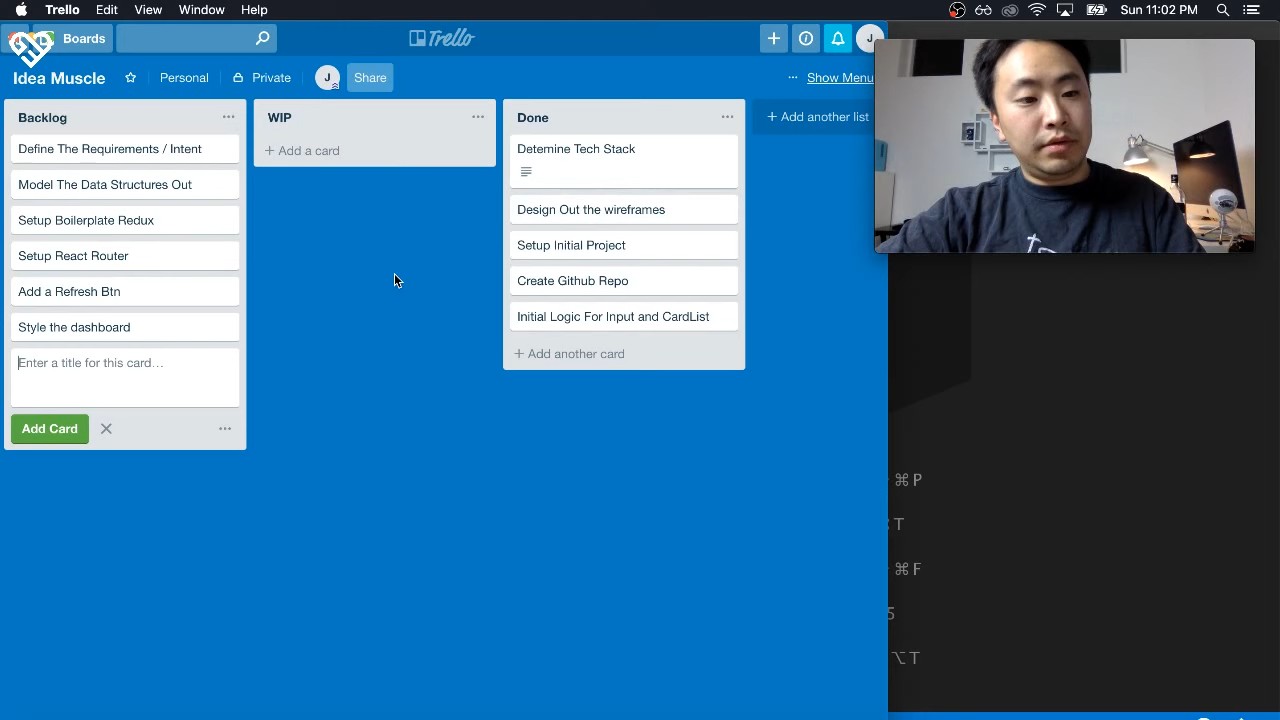 Trello Edit View Window Help
Sun 11:02 PM
Boards
Trello
J
Idea Muscle
Personal
Private
J
Share
Show Menu
Backlog
Define The Requirements / Intent
Model The Data Structures Out
Setup Boilerplate Redux
Setup React Router
Add a Refresh Btn
Style the dashboard
Enter a title for this card…
Add Card
WIP
+ Add a card
Done
Detemine Tech Stack
Design Out the wireframes
Setup Initial Project
Create Github Repo
Initial Logic For Input and CardList
+ Add another card
+ Add another list
⌘P
T
⌘F
5
⌥T